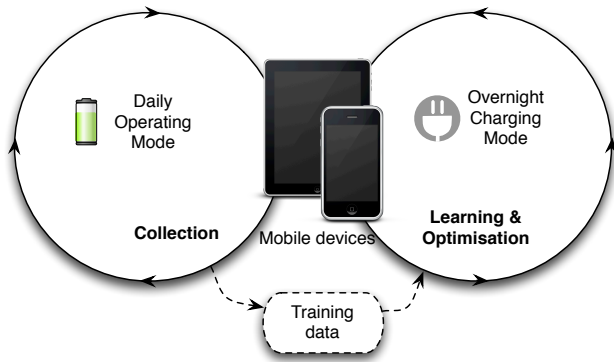 Daily
Operating
Mode
Overnight
Charging
Mode
Collection
Mobile devices
Learning &
Optimisation
Training
data